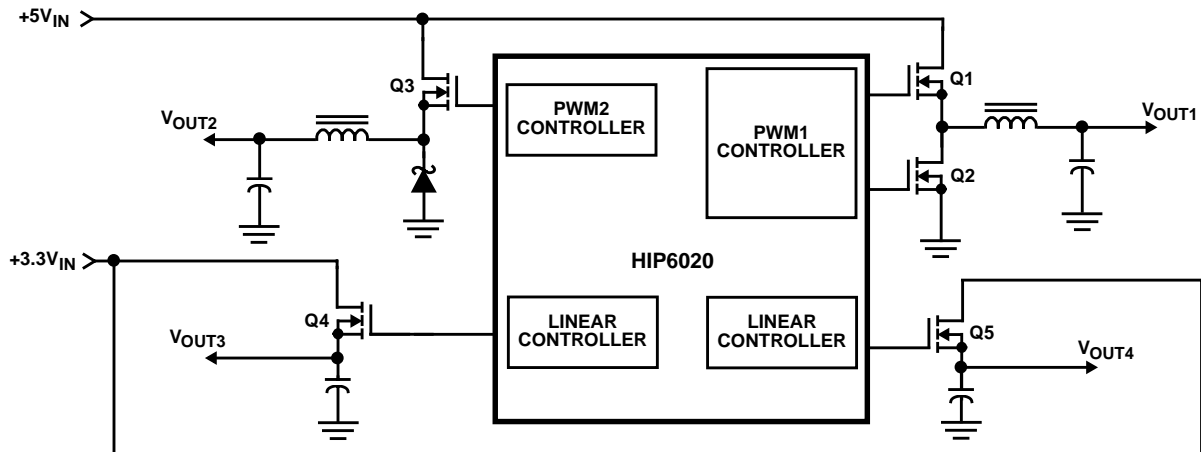 +5VIN
Q3
PWM2
CONTROLLER
PWM1
CONTROLLER
Q1
VOUT2
VOUT1
Q2
+3.3VIN
HIP6020
Q4
LINEAR
CONTROLLER
LINEAR
CONTROLLER
Q5
VOUT3
VOUT4